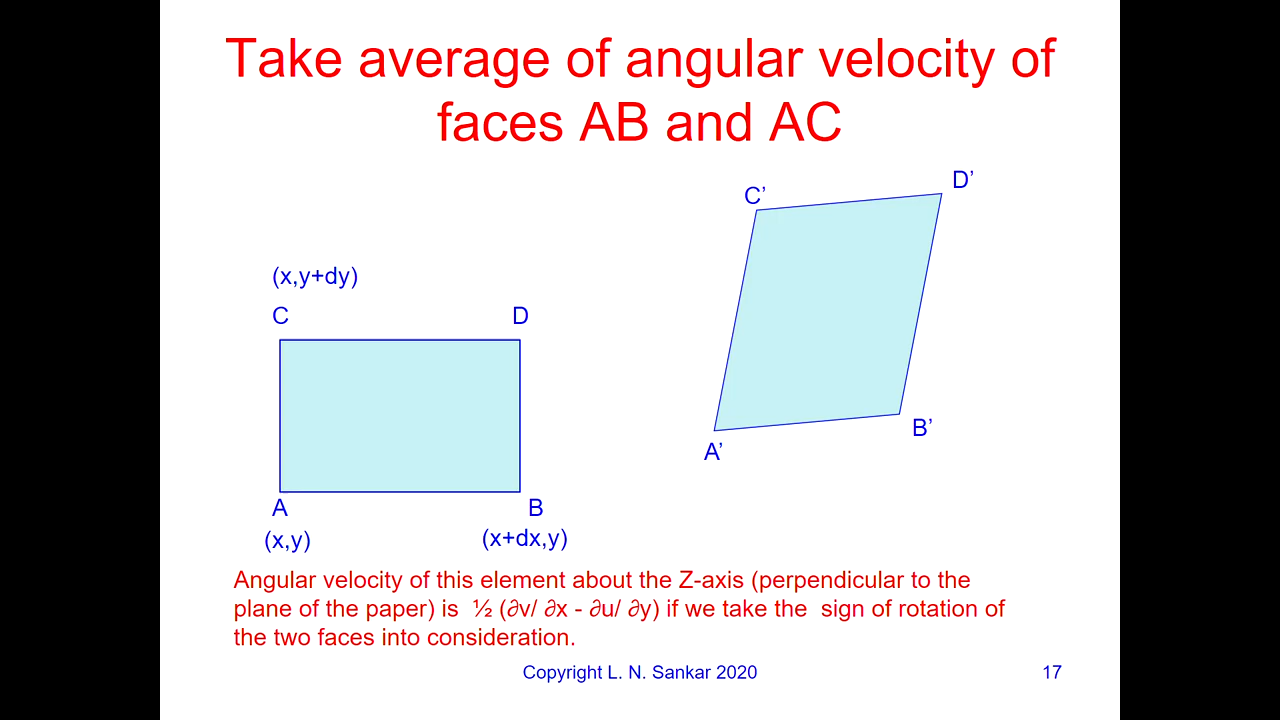 Take average of angular velocity of
faces AB and AC
D’
C’
(x,y+dy)
C
D
B’
A’
A
B
(x,y)
(x+dx,y)
Angular velocity of this element about the Z-axis (perpendicular to the
plane of the paper) is ½ (∂v/ ∂x - ∂u/ ∂y) if we take the sign of rotation of
the two faces into consideration.
Copyright L. N. Sankar 2020
17